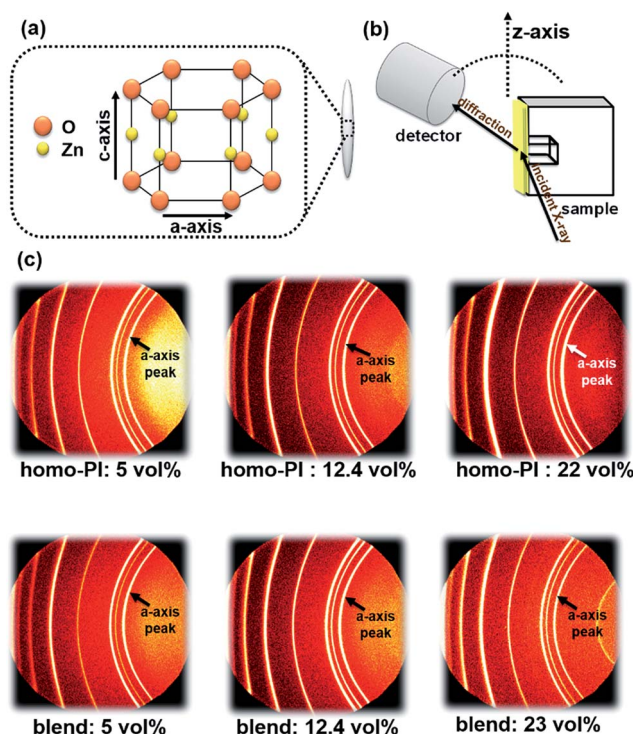 (a)
O
Zn
c-axis
a-axis
(b)
z-axis
detector
diffraction
incident X-ray
sample
(c)
a-axis
peak
a-axis
peak
a-axis
peak
homo-PI: 5 vol%
homo-PI : 12.4 vol%
homo-PI : 22 vol%
a-axis
peak
a-axis
peak
a-axis
peak
blend: 5 vol%
blend: 12.4 vol%
blend: 23 vol%